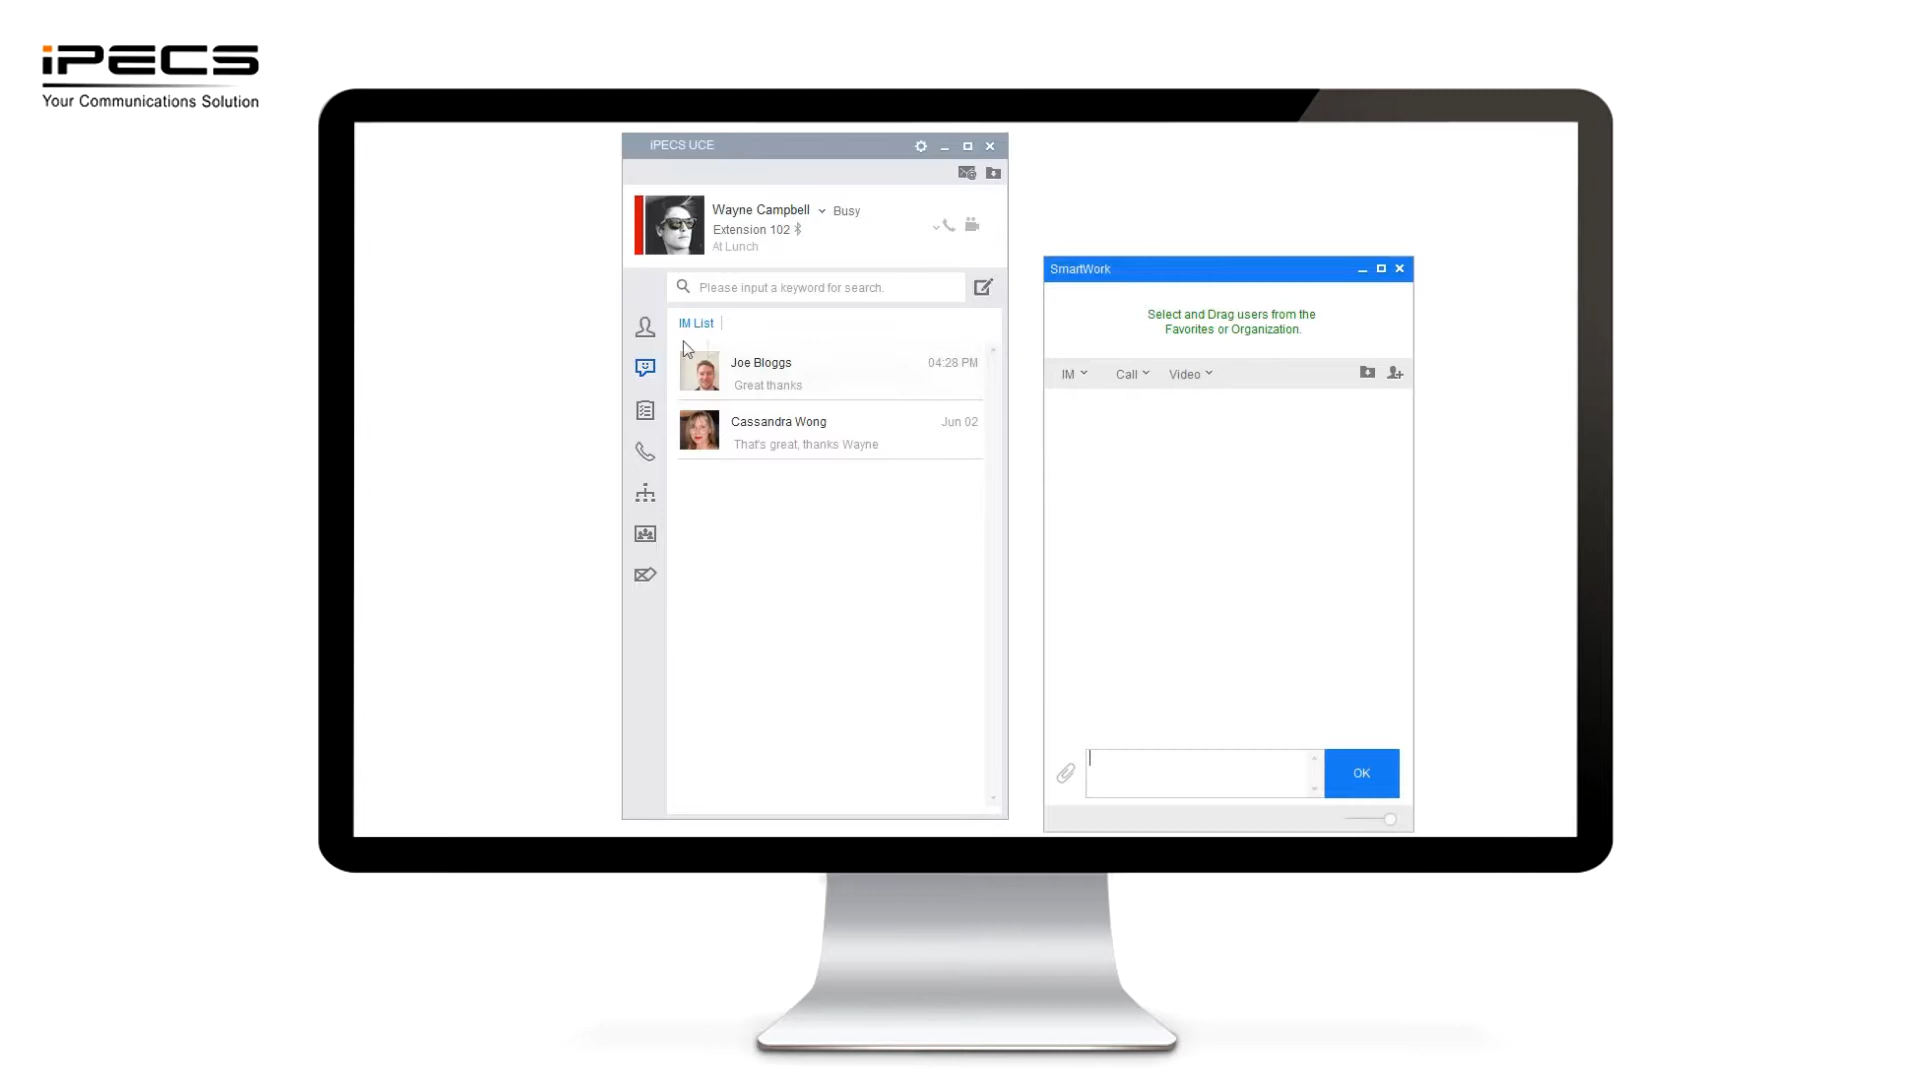 iPECS
Your Communications Solution
iPECS UCE
Wayne Campbell Busy
Extension 102
At Lunch
Please input a keyword for search.
IM List
Joe Bloggs 04:28 PM
Great thanks
Cassandra Wong Jun 02
That's great, thanks Wayne
SmartWork
Select and Drag users from the
Favorites or Organization.
IM Call Video
OK